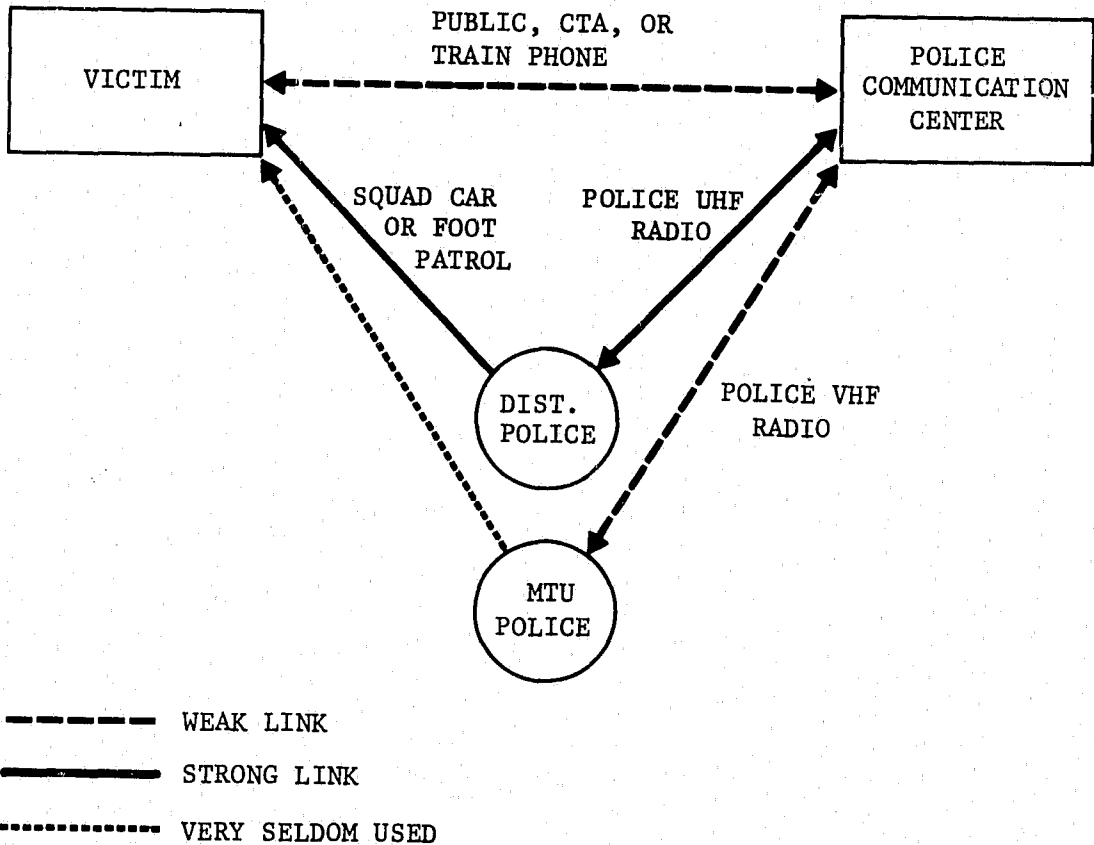 PUBLIC, CTA, OR
TRAIN PHONE
VICTIM
POLICE
COMMUNICATION
CENTER
SQUAD CAR
OR FOOT
PATROL
POLICE UHF
RADIO
DIST.
POLICE
POLICE VHF
RADIO
MTU
POLICE
WEAK LINK
STRONG LINK
VERY SELDOM USED